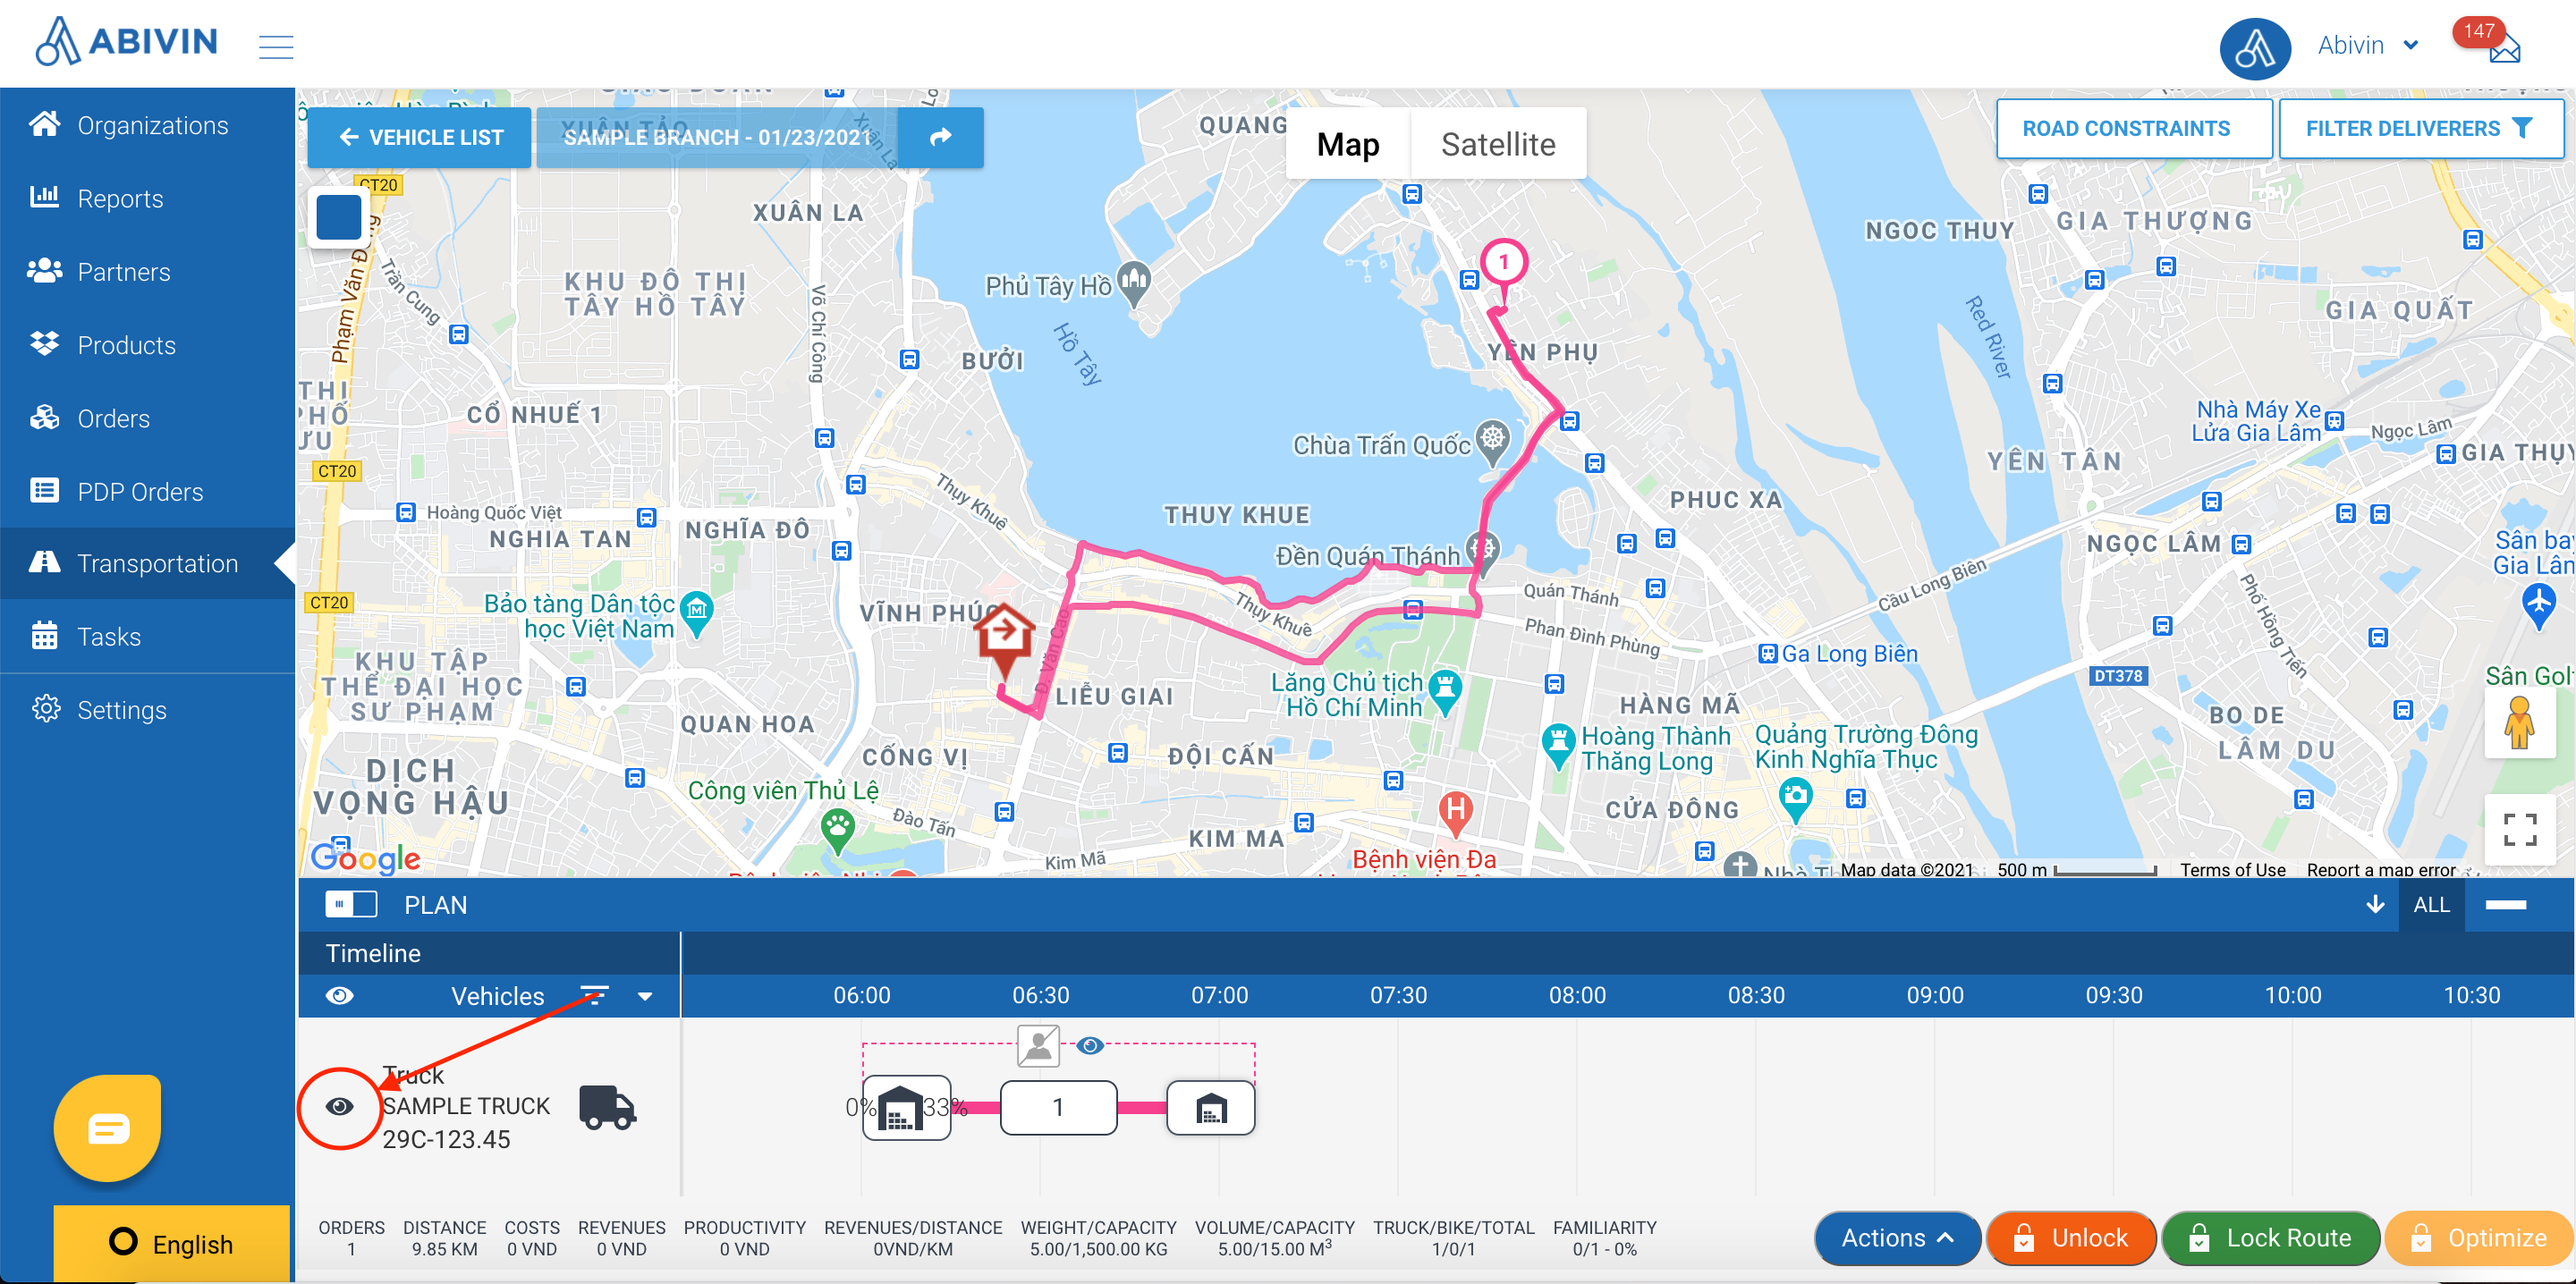 ABIVIN
Abivin
147
Organizations
Reports
Partners
Products
Orders
PDP Orders
Transportation
Tasks
Settings
English
VEHICLE LIST
SAMPLE BRANCH - 01/23/2021
Map
Satellite
ROAD CONSTRAINTS
FILTER DELIVERERS
XUÂN TẢO
QUANG
CT20
XUÂN LA
NGOC THUY
GIA THƯỢNG
Phạm Văn Đ
Trần Cung
KHU ĐÔ THỊ
TÂY HỒ TÂY
Võ Chí Công
Phủ Tây Hồ
1
Hồ Tây
Red River
GIA QUẤT
BƯỞI
YÊN PHỤ
THI
PHỐ
CỔ NHUẾ 1
Nhà Máy Xe
Lửa Gia Lâm
Ngọc Lâm
GIA THỤY
Chùa Trấn Quốc
YÊN TÂN
CT20
Thụy Khuê
PHUC XA
Hoàng Quốc Việt
NGHIA TAN
NGHĨA ĐÔ
THUY KHUE
Đền Quán Thánh
NGỌC LÂM
Sân bay
Gia Lâm
Cầu Long Biên
Phố Hồng Tiến
CT20
Bảo tàng Dân tộc
học Việt Nam
VĨNH PHÚC
Đ. Văn Cao
Thụy Khuê
Quán Thánh
Phan Đình Phùng
Ga Long Biên
KHU TẬP
THỂ ĐẠI HỌC
SƯ PHẠM
LIỄU GIAI
Lăng Chủ tịch
Hồ Chí Minh
DT378
Sân Golf
QUAN HOA
HÀNG MÃ
BO DE
LÂM DU
CỐNG VỊ
ĐỘI CẤN
Hoàng Thành
Thăng Long
Quảng Trường Đông
Kinh Nghĩa Thục
DỊCH
VỌNG HẬU
Công viên Thủ Lệ
Đào Tấn
KIM MA
H
CỬA ĐÔNG
Kim Mã
Bệnh viện Đa
Google
Map data ©2021
500 m
Terms of Use
Report a map error
PLAN
ALL
Timeline
Vehicles
06:00
06:30
07:00
07:30
08:00
08:30
09:00
09:30
10:00
10:30
Truck
SAMPLE TRUCK
29C-123.45
0%
33%
1
ORDERS DISTANCE COSTS REVENUES PRODUCTIVITY REVENUES/DISTANCE WEIGHT/CAPACITY VOLUME/CAPACITY TRUCK/BIKE/TOTAL FAMILIARITY
1 9.85 KM 0 VND 0 VND 0 VND 0VND/KM 5.00/1,500.00 KG 5.00/15.00 M³ 1/0/1 0/1 - 0%
Actions
Unlock
Lock Route
Optimize